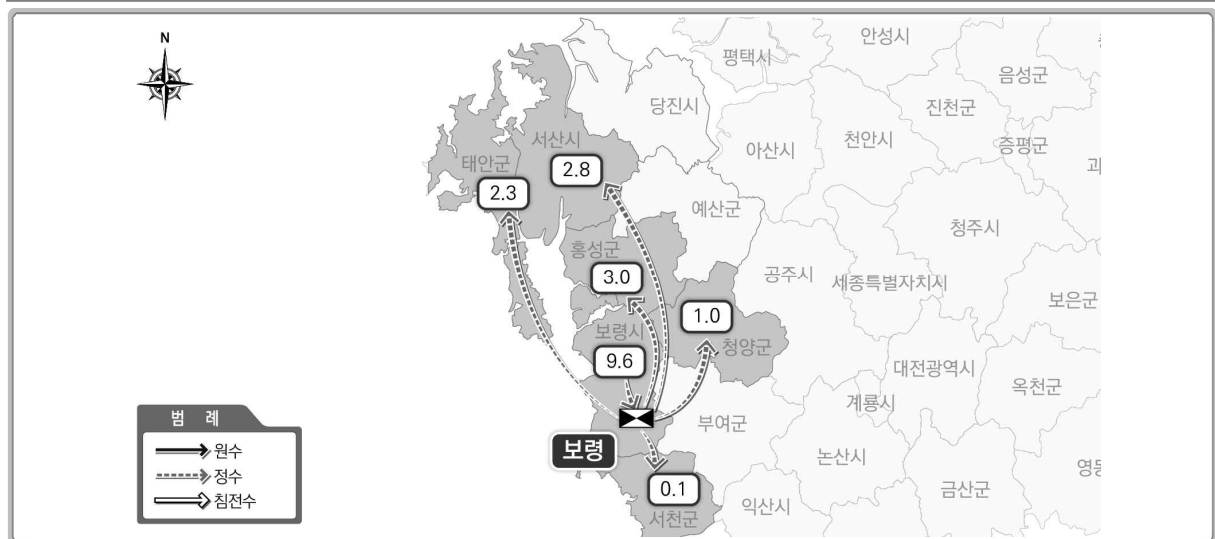 N
안성시
평택시
음성군
당진시
진천군
서산시
아산시
천안시
증평군
태안군
2.8
2.3
예산군
청주시
홍성군
공주시
세종특별자치시
3.0
보은군
1.0
보령시
청양군
9.6
대전광역시
옥천군
계룡시
부여군
보령
논산시
0.1
금산군
익산시
서천군
범 례
원수
정수
침전수